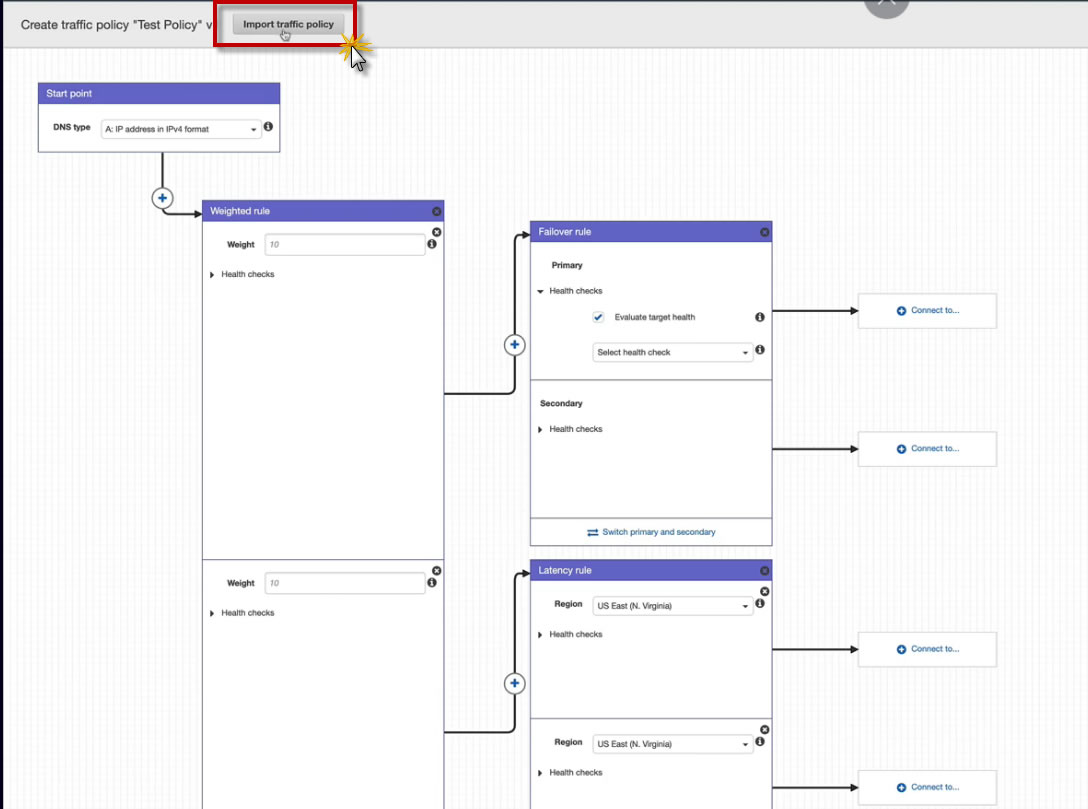 Create traffic policy "Test Policy" v
Import traffic policy
Start point
DNS type
A: IP address in IPv4 format
Weighted rule
Weight
10
Health checks
Failover rule
Primary
Health checks
Evaluate target health
Select health check
Connect to...
Secondary
Health checks
Connect to...
Switch primary and secondary
Weight
10
Health checks
Latency rule
Region
US East (N. Virginia)
Health checks
Connect to...
Region
US East (N. Virginia)
Health checks
Connect to...